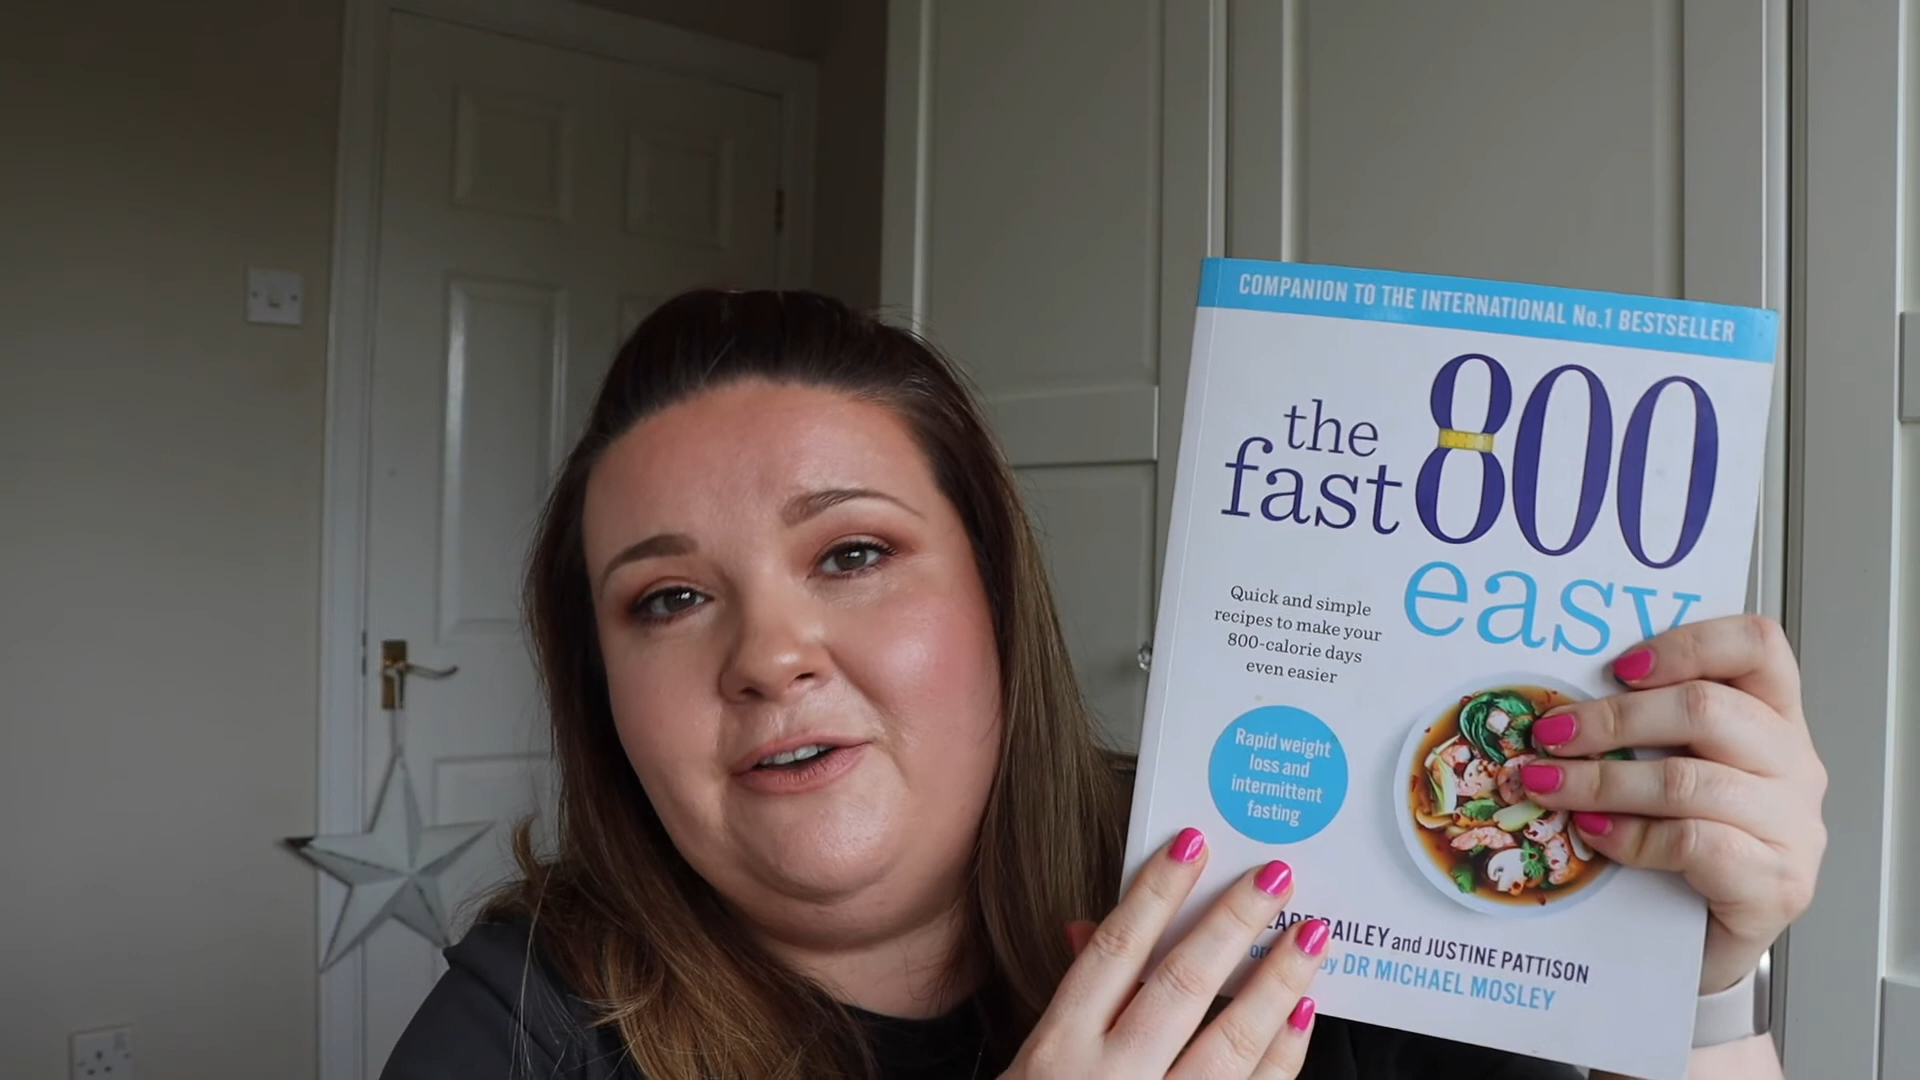 COMPANION TO THE INTERNATIONAL No.1 BESTSELLER
the
fast 800
easy
Quick and simple
recipes to make your
800-calorie days
even easier
Rapid weight
loss and
intermittent
fasting
BAILEY and JUSTINE PATTISON
by DR MICHAEL MOSLEY